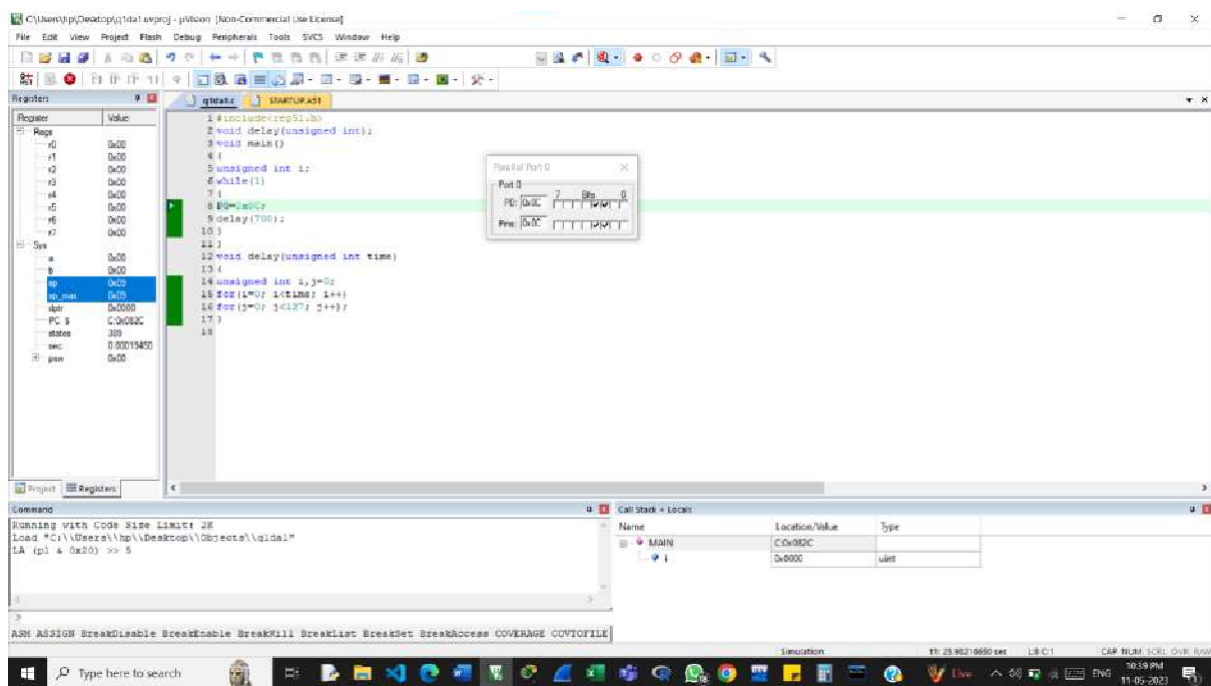 C:\Users\hp\Desktop\q1da1.uvproj - µVision [Non-Commercial Use License]
File Edit View Project Flash Debug Peripherals Tools SVCS Window Help
Registers
Register Value
Regs
r0 0x00
r1 0x00
r2 0x00
r3 0x00
r4 0x00
r5 0x00
r6 0x00
r7 0x00
Sys
a 0x00
b 0x00
sp 0x09
sp_max 0x09
dptr 0x0000
PC $ C:0x082C
states 389
sec 0.00019450
psw 0x00
Project Registers
q1da1.c STARTUP.A51
1 #include<reg51.h>
2 void delay(unsigned int);
3 void main()
4 {
5 unsigned int i;
6 while(1)
7 {
8 P0=0x0C;
9 delay(700);
10 }
11 }
12 void delay(unsigned int time)
13 {
14 unsigned int i,j=0;
15 for(i=0; i<time; i++)
16 for(j=0; j<127; j++);
17 }
18
Parallel Port 0
Port 0
7 Bits 0
P0: 0x0C
Pins: 0x0C
Command
Running with Code Size Limit: 2K
Load "C:\\Users\\hp\\Desktop\\Objects\\q1da1"
LA (p1 & 0x20) >> 5
>
ASM ASSIGN BreakDisable BreakEnable BreakKill BreakList BreakSet BreakAccess COVERAGE COVTOFILE
Call Stack + Locals
Name Location/Value Type
MAIN C:0x082C
i 0x0000 uint
Simulation L:8 C:1 CAP NUM SCRL OVR R/W
Type here to search
Live
ENG
10:39 PM
11-05-2023